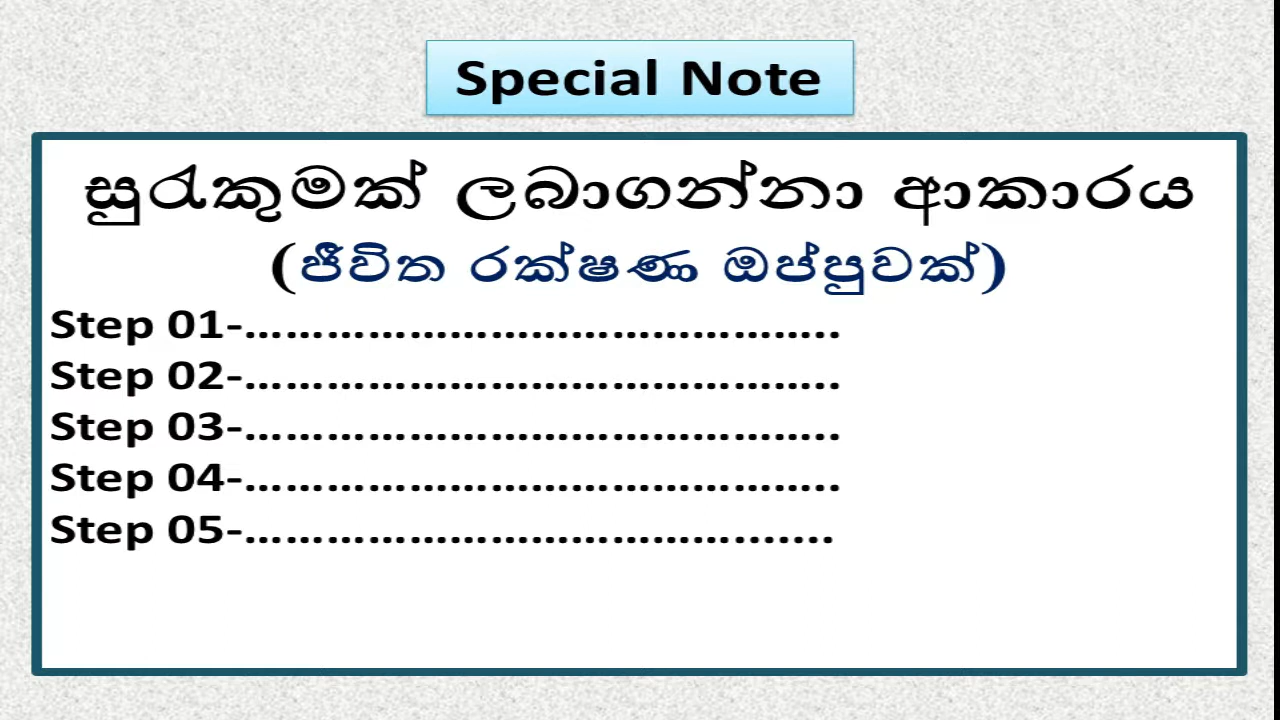 Special Note
සුරැකුමක් ලබාගන්නා ආකාරය
(ජීවිත රක්ෂණ ඔප්පුවක්)
Step 01-……………………………………..
Step 02-……………………………………..
Step 03-……………………………………..
Step 04-……………………………………..
Step 05-…………………………………....